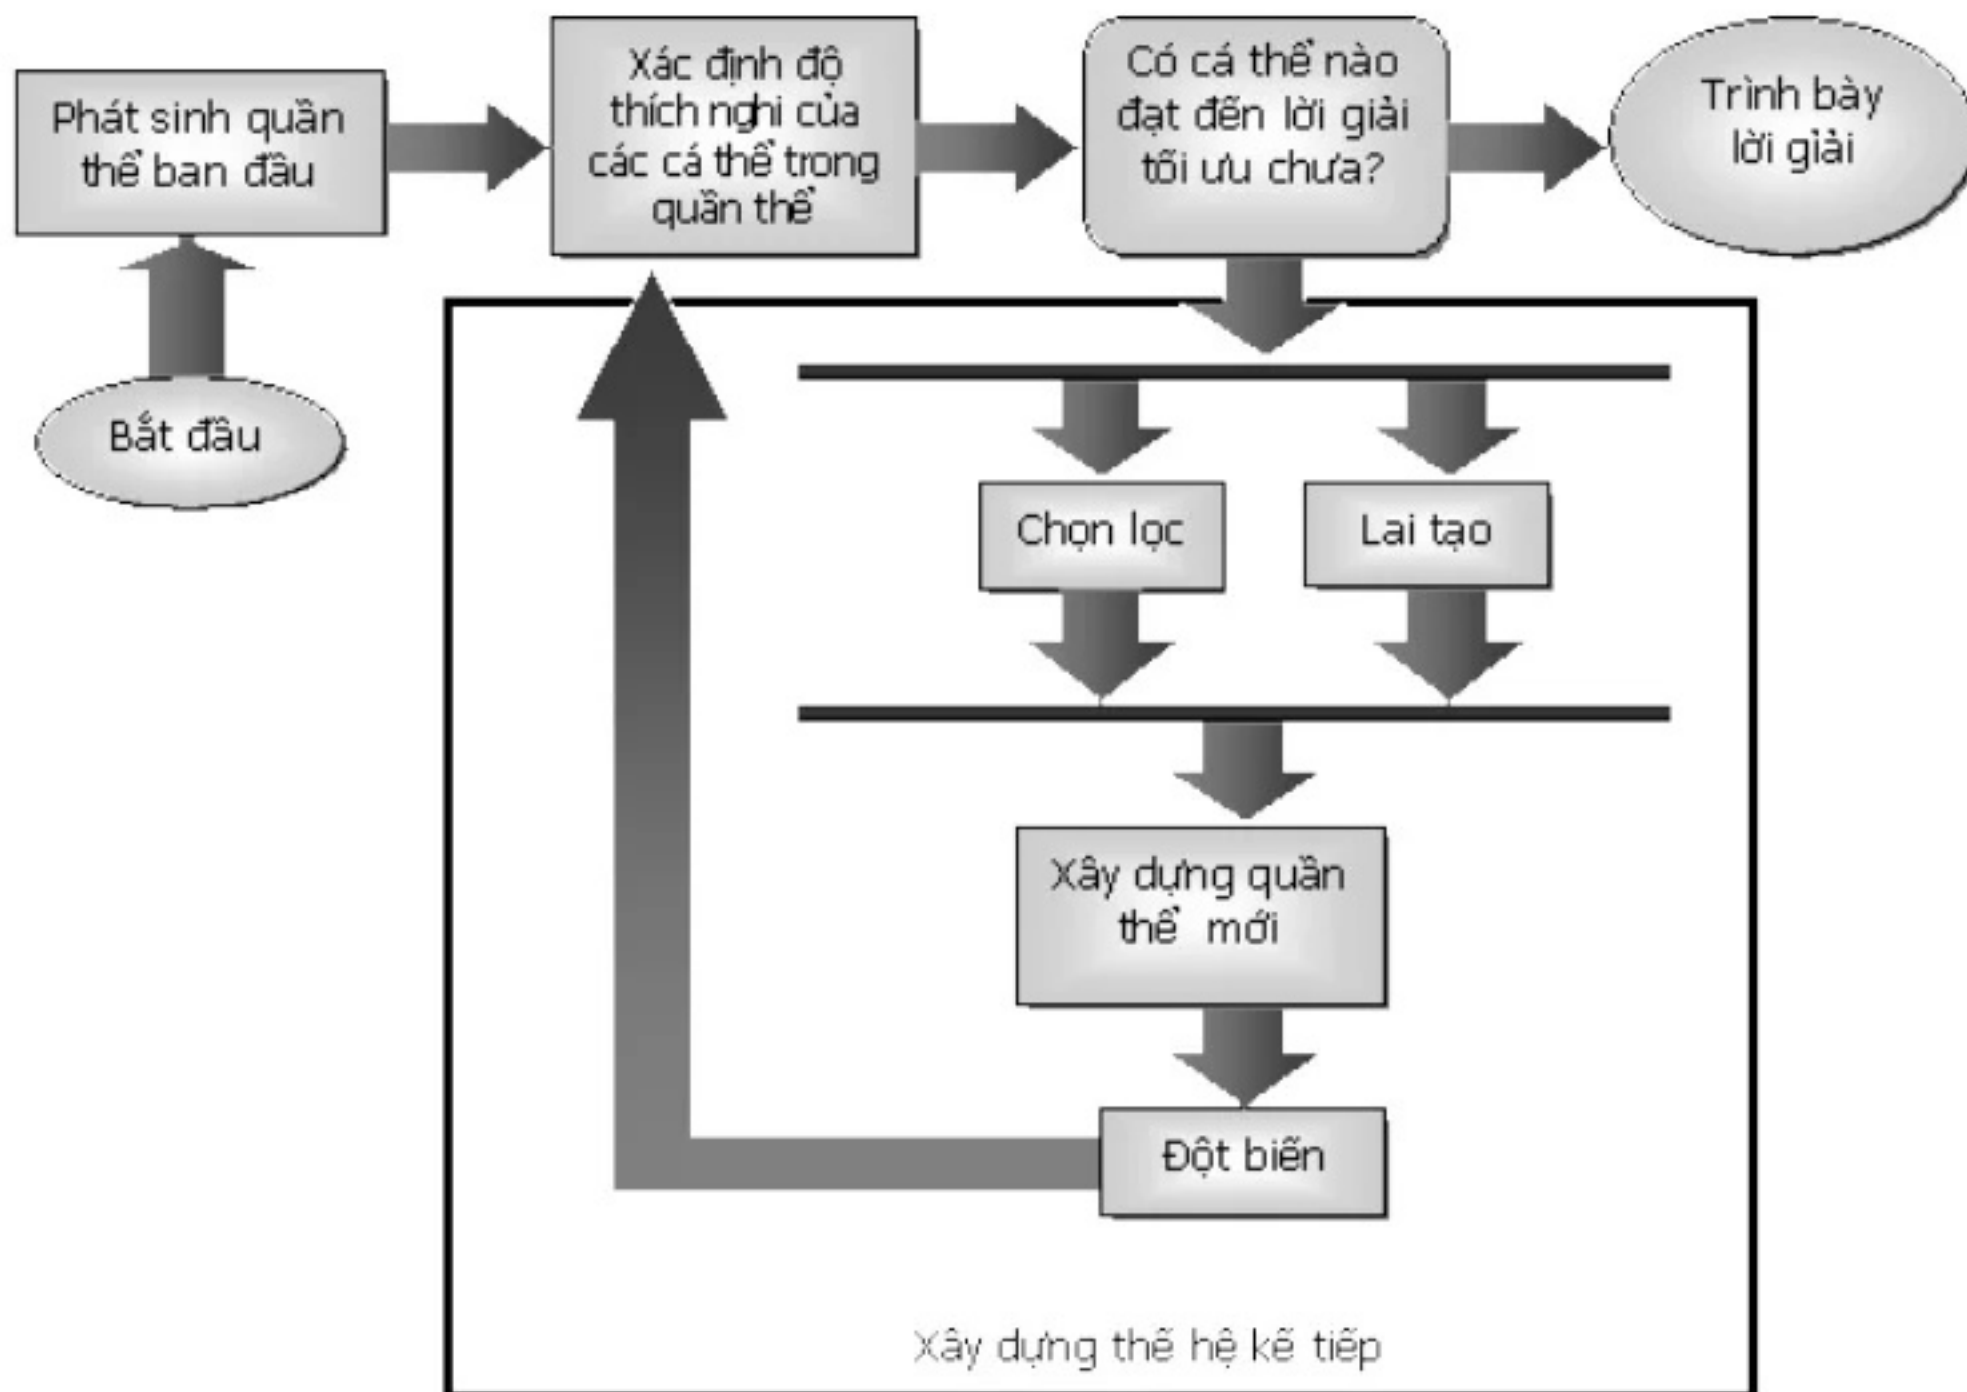 Phát sinh quần
thể ban đầu
Xác định độ
thích nghi của
các cá thể trong
quần thể
Có cá thể nào
đạt đến lời giải
tối ưu chưa?
Trình bày
lời giải
Bắt đầu
Chọn lọc
Lai tạo
Xây dựng quần
thể mới
Đột biến
Xây dựng thế hệ kế tiếp